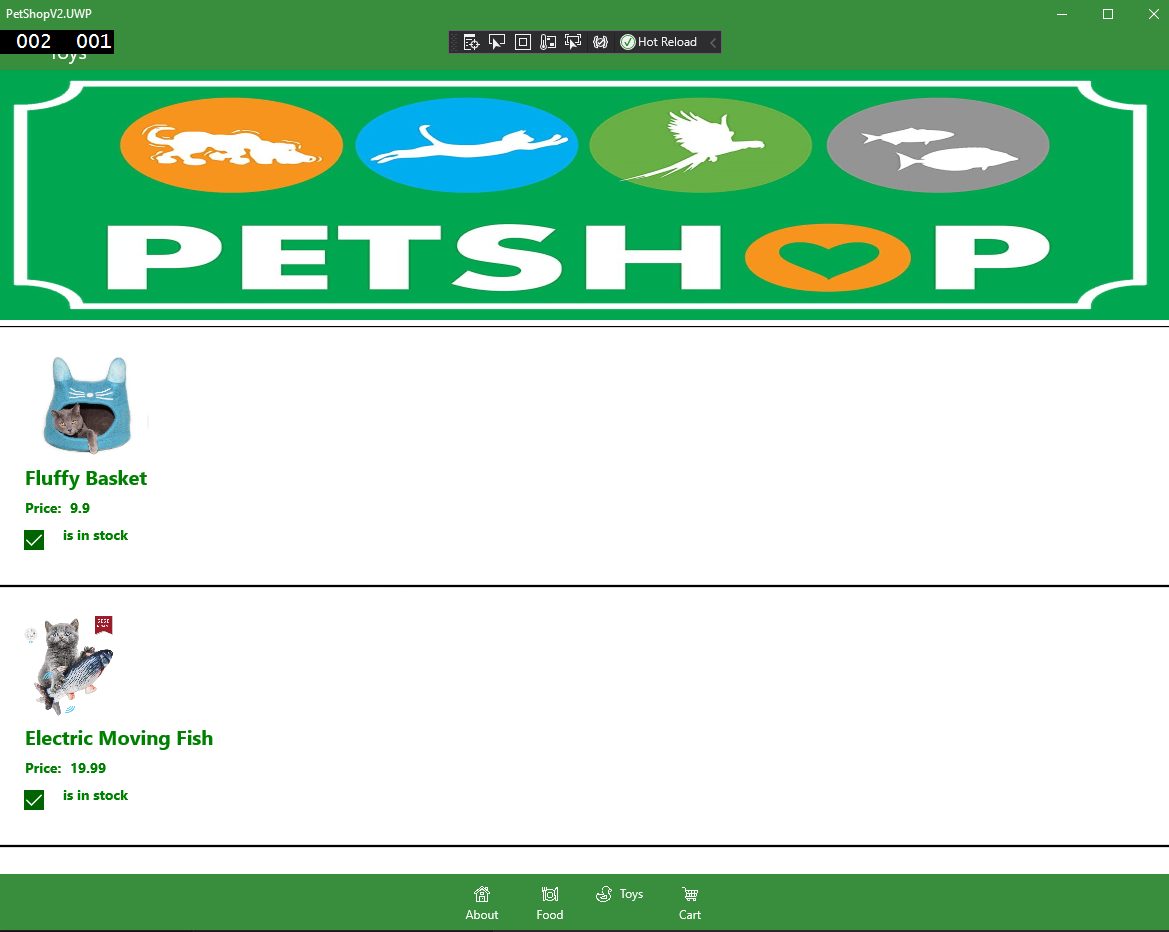 PetShopV2.UWP
002 001
Hot Reload
Toys
PETSHOP
Fluffy Basket
Price: 9.9
is in stock
2020
Electric Moving Fish
Price: 19.99
is in stock
About
Food
Toys
Cart